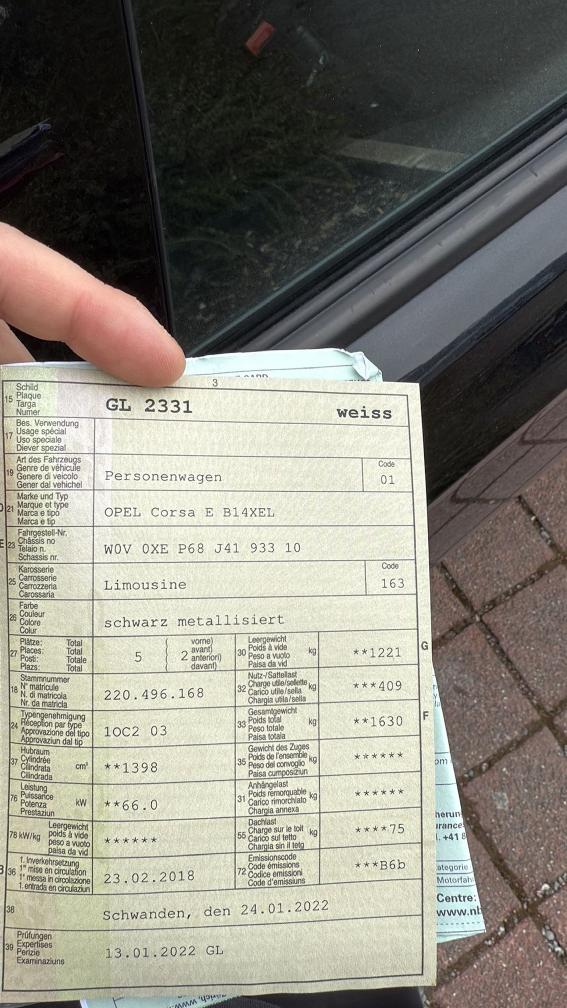 3
15 Schild Plaque Targa Numer GL 2331 weiss
17 Bes. Verwendung Usage spécial Uso speciale Diever spezial
19 Art des Fahrzeugs Genre de véhicule Genere di veicolo Gener dal vehichel Personenwagen Code 01
21 Marke und Typ Marque et type Marca e tipo Marca e tip OPEL Corsa E B14XEL
E 23 Fahrgestell-Nr. Châssis no Telaio n. Schassis nr. W0V 0XE P68 J41 933 10
25 Karosserie Carrosserie Carrozzeria Carossaria Limousine Code 163
26 Farbe Couleur Colore Colur schwarz metallisiert
27 Plätze: Total Places: Total Posti: Totale Plazs: Total 5 ( vorne) 2 avant) anteriori) davant)
30 Leergewicht Poids à vide Peso a vuoto Paisa da vid kg **1221 G
18 Stammnummer N° matricule N. di matricola Nr. da matricla 220.496.168
32 Nutz-/Sattellast Charge utile/sellette Carico utile/sella Chargia utila/sella kg ***409
24 Typengenehmigung Réception par type Approvazione del tipo Approvaziun dal tip 1OC2 03
33 Gesamtgewicht Poids total Peso totale Paisa totala kg **1630 F
37 Hubraum Cylindrée Cilindrata Cilindrada cm³ **1398
35 Gewicht des Zuges Poids de l'ensemble Peso del convoglio Paisa cumposiziun kg ******
76 Leistung Puissance Potenza Prestaziun kW **66.0
31 Anhängelast Poids remorquable Carico rimorchiato Chargia annexa kg ******
78 kW/kg Leergewicht poids à vide peso a vuoto paisa da vid ******
55 Dachlast Charge sur le toit Carico sul tetto Chargia sin il tetg kg ****75
36 1. Inverkehrsetzung 1re mise en circulation 1a messa in circolazione 1. entrada en circulaziun 23.02.2018
72 Emissionscode Code émissions Codice emissioni Code d'emissiuns ***B6b
38 Schwanden, den 24.01.2022
39 Prüfungen Expertises Perizie Examinaziuns 13.01.2022 GL
om
herun
urance
. +41 8
ategorie
Motorfah
Centre: